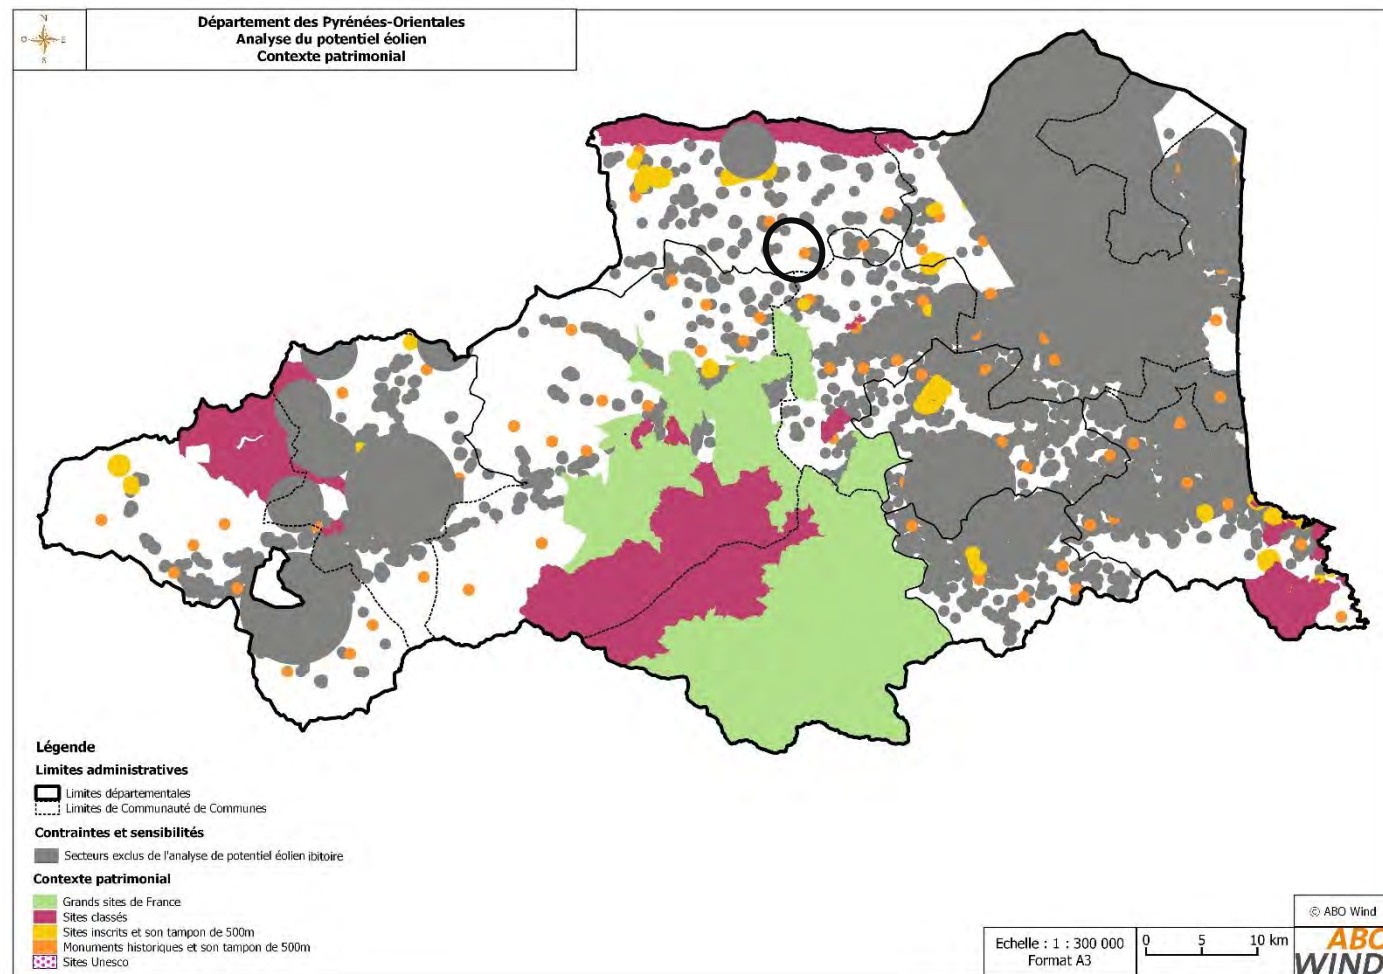 Département des Pyrénées-Orientales
Analyse du potentiel éolien
Contexte patrimonial
N
O
E
S
Légende
Limites administratives
Limites départementales
Limites de Communauté de Communes
Contraintes et sensibilités
Secteurs exclus de l'analyse de potentiel éolien ibitoire
Contexte patrimonial
Grands sites de France
Sites classés
Sites inscrits et son tampon de 500m
Monuments historiques et son tampon de 500m
Sites Unesco
Echelle : 1 : 300 000
Format A3
0 5 10 km
© ABO Wind
ABO
WIND